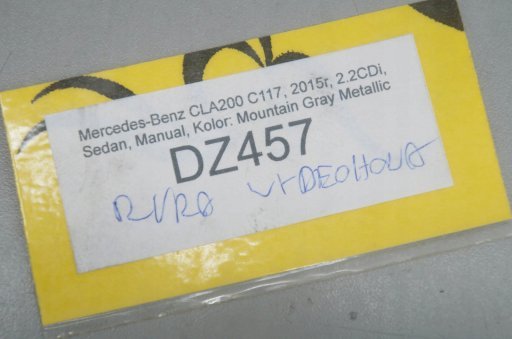 Mercedes-Benz CLA200 C117, 2015r, 2.2CDi,
Sedan, Manual, Kolor: Mountain Gray Metallic
DZ457